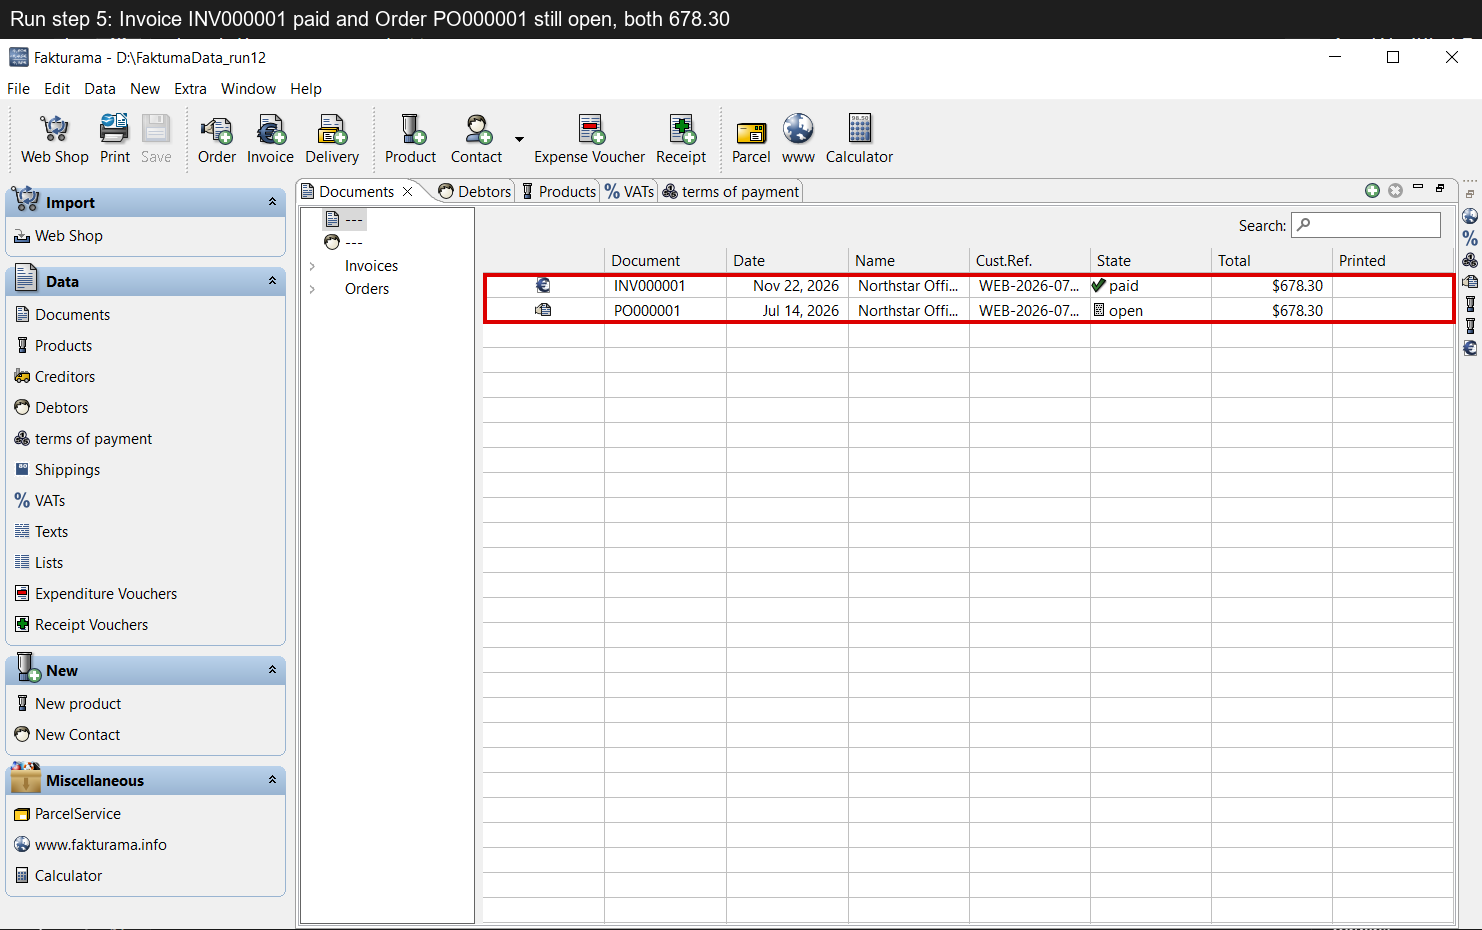 Run step 5: Invoice INV000001 paid and Order PO000001 still open, both 678.30
Fakturama - D:\FaktumaData_run12
File Edit Data New Extra Window Help
Web Shop Print Save Order Invoice Delivery Product Contact Expense Voucher Receipt Parcel www Calculator
Import
Web Shop
Data
Documents
Products
Creditors
Debtors
terms of payment
Shippings
VATs
Texts
Lists
Expenditure Vouchers
Receipt Vouchers
New
New product
New Contact
Miscellaneous
ParcelService
www.fakturama.info
Calculator
Documents Debtors Products VATs terms of payment
---
---
Invoices
Orders
Search:
Document Date Name Cust.Ref. State Total Printed
INV000001 Nov 22, 2026 Northstar Offi... WEB-2026-07... paid $678.30
PO000001 Jul 14, 2026 Northstar Offi... WEB-2026-07... open $678.30